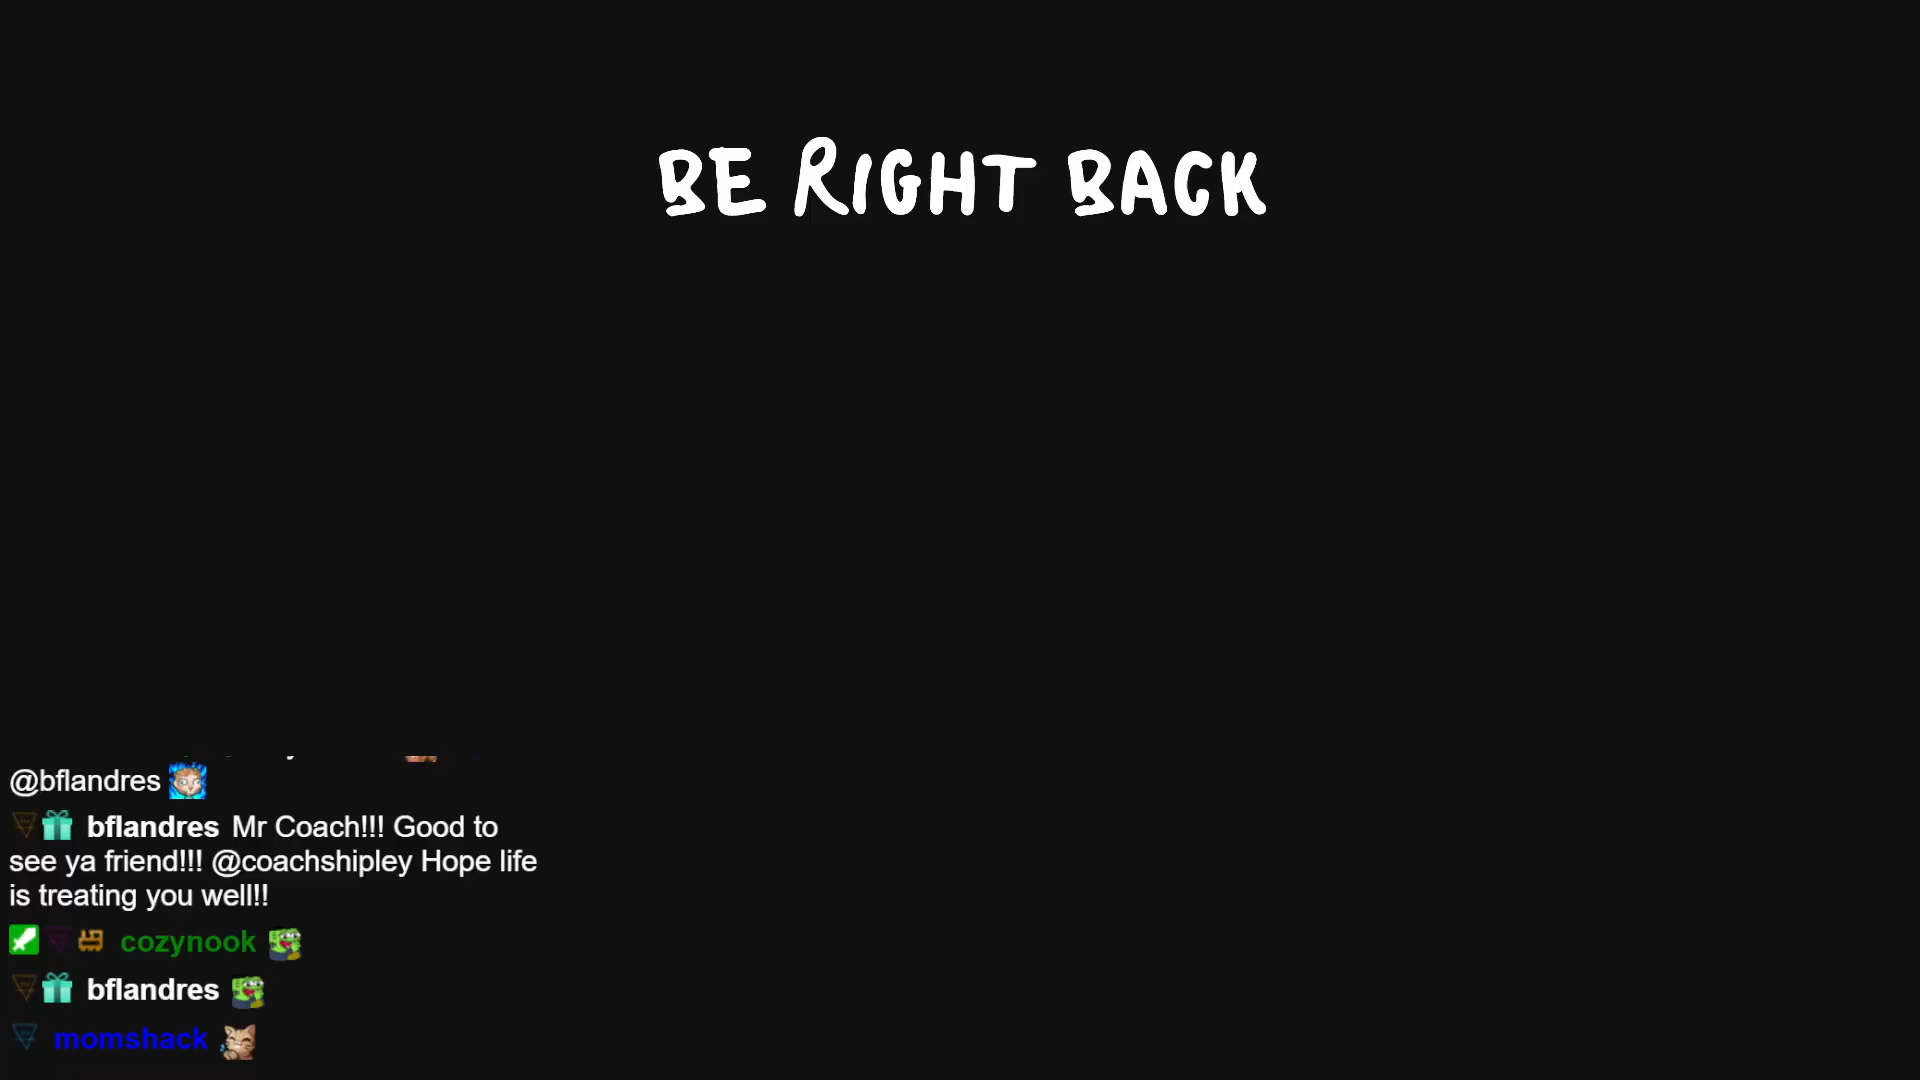 BE RIGHT BACK
@bflandres
bflandres Mr Coach!!! Good to
see ya friend!!! @coachshipley Hope life
is treating you well!!
cozynook
bflandres
momshack